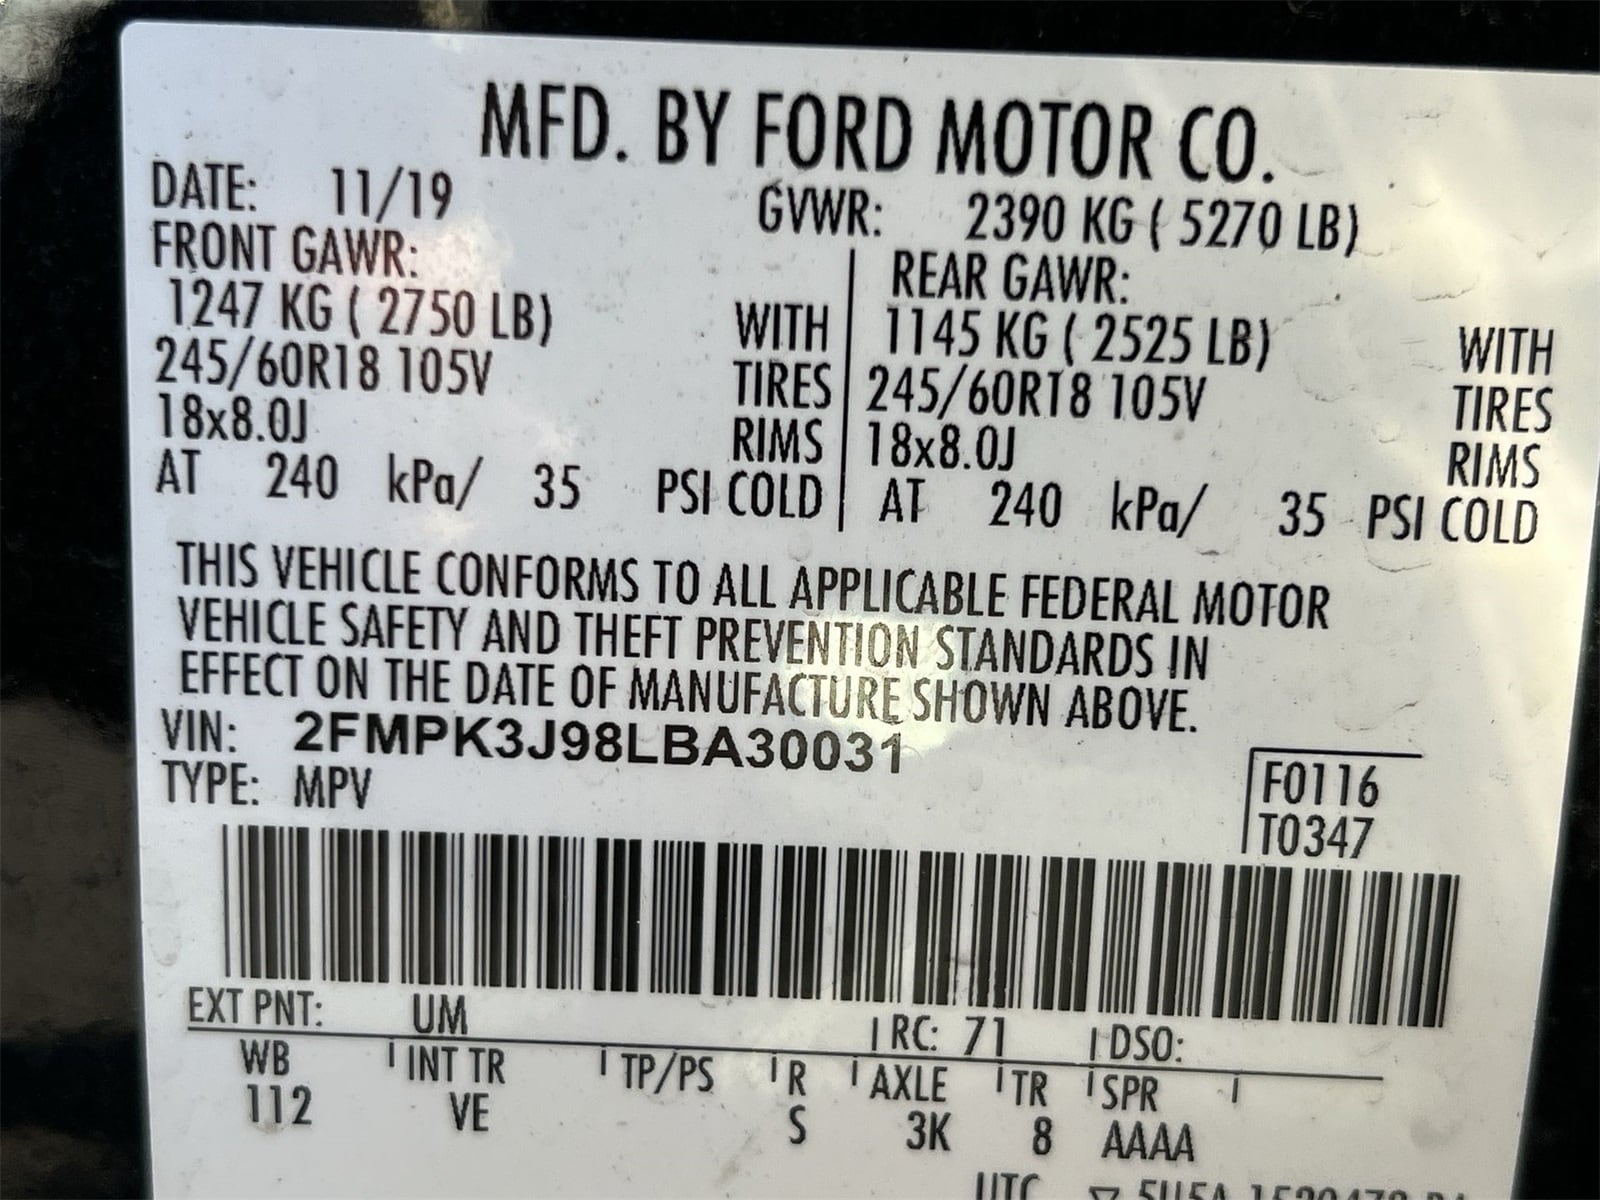 MFD. BY FORD MOTOR CO.
DATE: 11/19 GVWR: 2390 KG ( 5270 LB)
FRONT GAWR: REAR GAWR:
1247 KG ( 2750 LB) WITH 1145 KG ( 2525 LB) WITH
245/60R18 105V TIRES 245/60R18 105V TIRES
18x8.0J RIMS 18x8.0J RIMS
AT 240 kPa/ 35 PSI COLD AT 240 kPa/ 35 PSI COLD
THIS VEHICLE CONFORMS TO ALL APPLICABLE FEDERAL MOTOR
VEHICLE SAFETY AND THEFT PREVENTION STANDARDS IN
EFFECT ON THE DATE OF MANUFACTURE SHOWN ABOVE.
VIN: 2FMPK3J98LBA30031
TYPE: MPV F0116
T0347
EXT PNT: UM RC: 71 DSO:
WB INT TR TP/PS R AXLE TR SPR
112 VE S 3K 8 AAAA
UTC